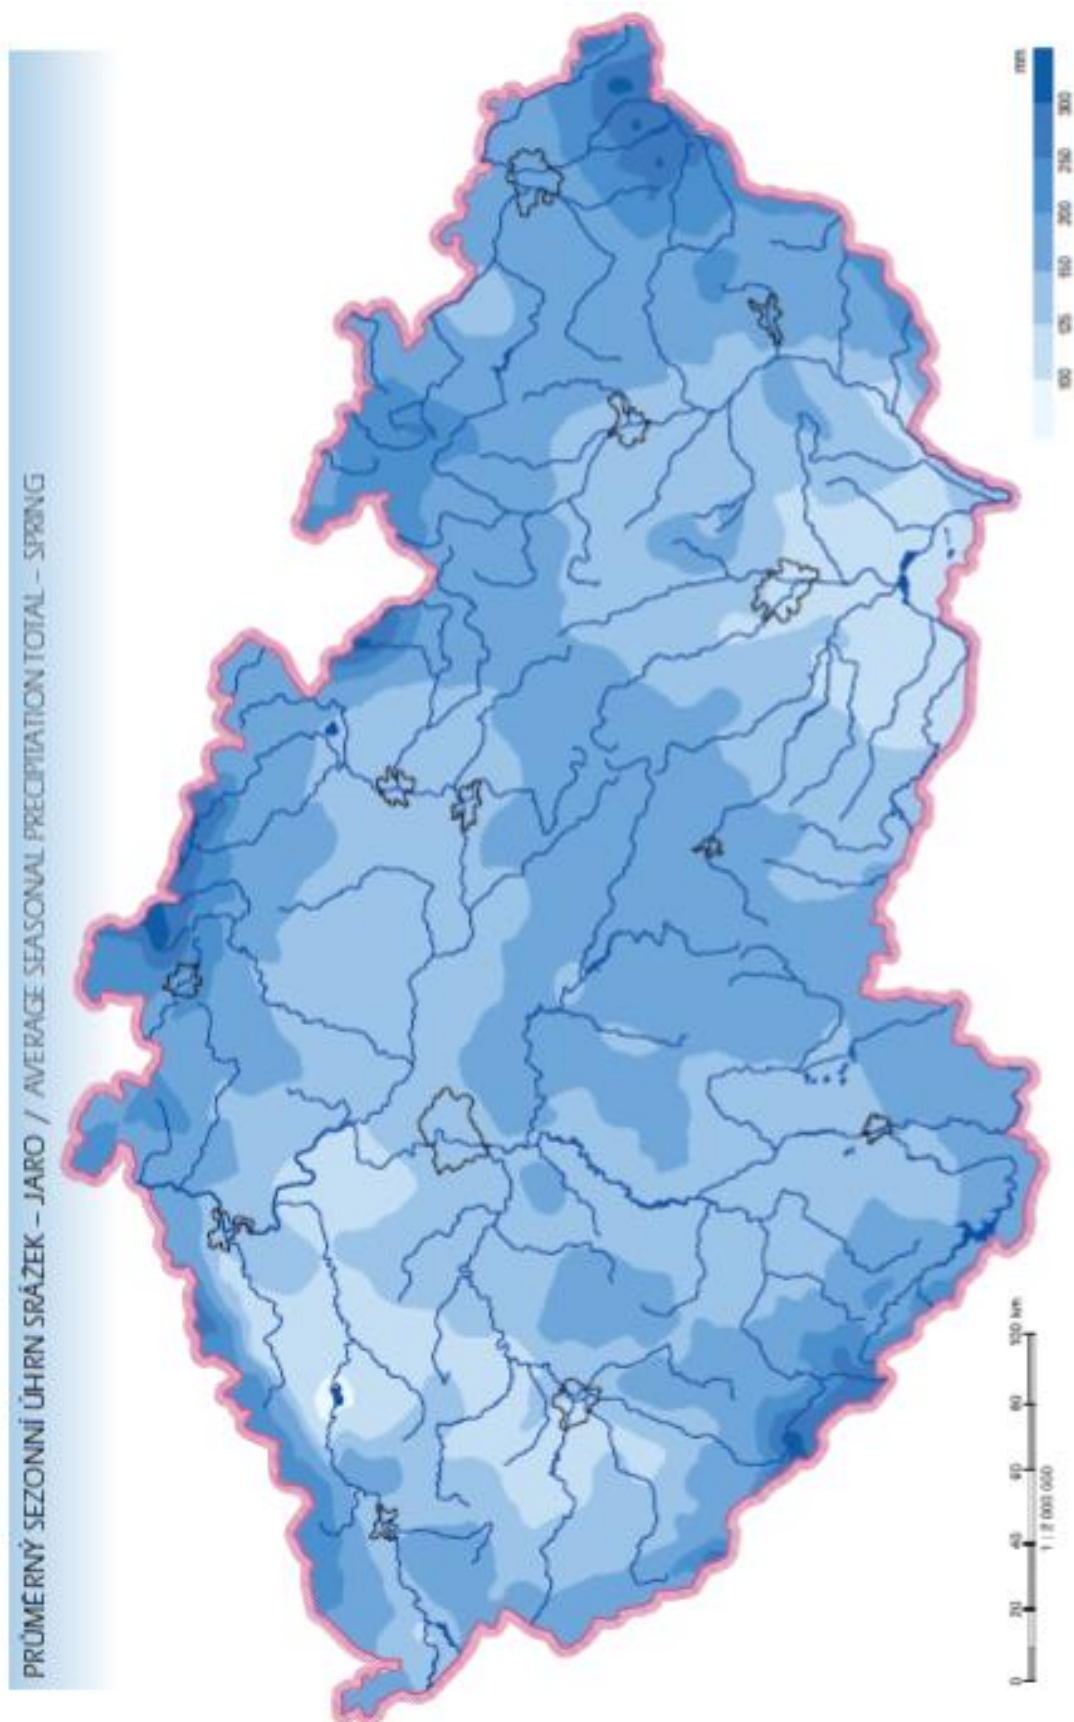 PRŮMĚRNÝ SEZONNÍ ÚHRN SRÁŽEK – JARO / AVERAGE SEASONAL PRECIPITATION TOTAL – SPRING
mm
100 125 150 200 250 300
0 20 40 60 80 100 km
1 : 2 000 000